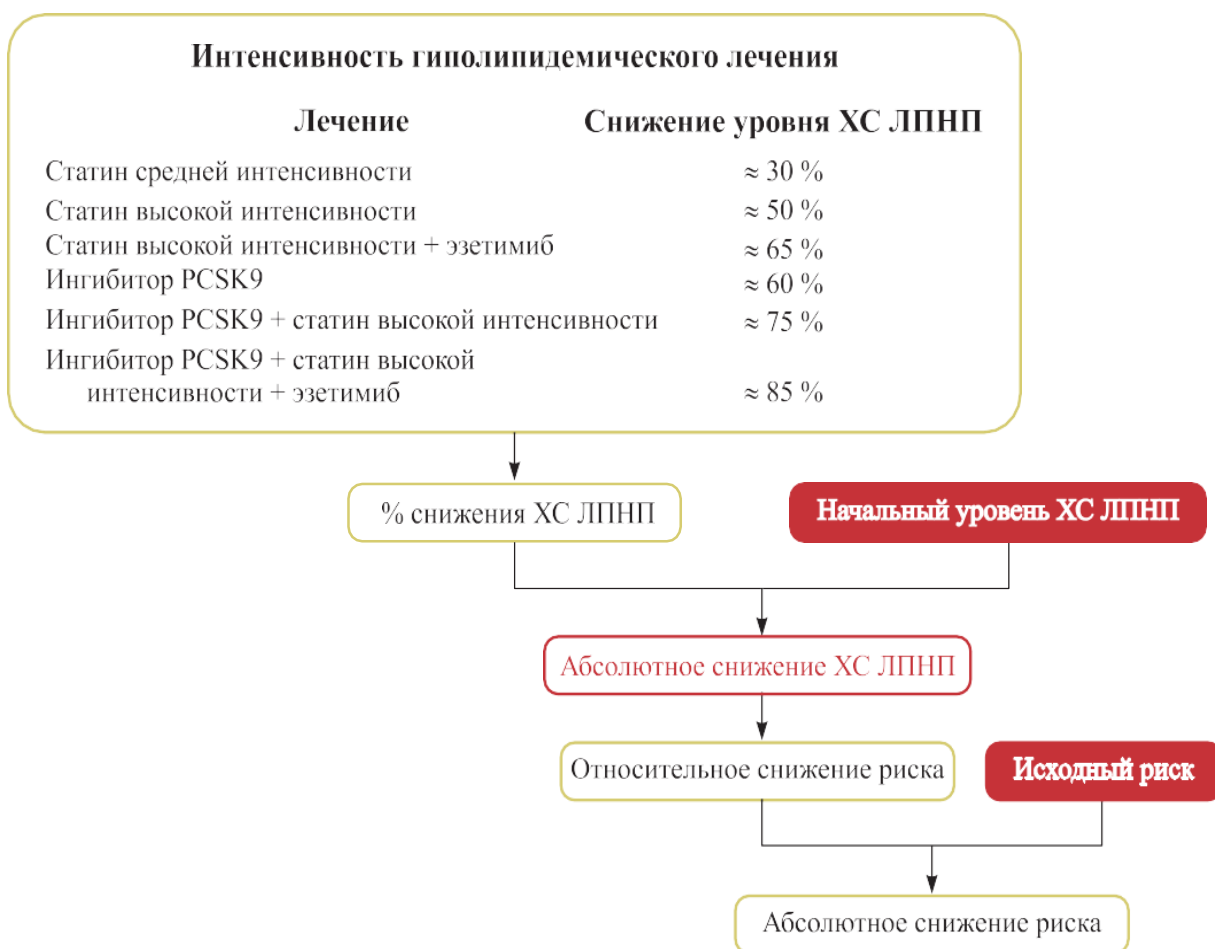 Интенсивность гиполипидемического лечения
Лечение Снижение уровня ХС ЛПНП
Статин средней интенсивности ≈ 30 %
Статин высокой интенсивности ≈ 50 %
Статин высокой интенсивности + эзетимиб ≈ 65 %
Ингибитор PCSK9 ≈ 60 %
Ингибитор PCSK9 + статин высокой интенсивности ≈ 75 %
Ингибитор PCSK9 + статин высокой
интенсивности + эзетимиб ≈ 85 %
% снижения ХС ЛПНП Начальный уровень ХС ЛПНП
Абсолютное снижение ХС ЛПНП
Относительное снижение риска Исходный риск
Абсолютное снижение риска